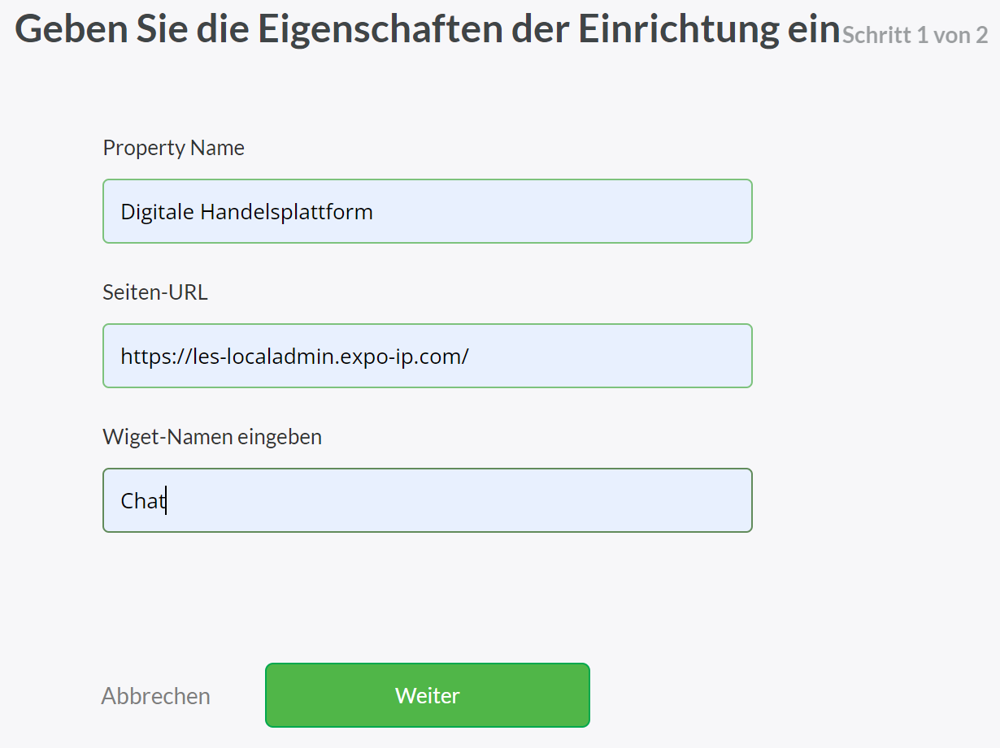 Geben Sie die Eigenschaften der Einrichtung ein Schritt 1 von 2
Property Name
Digitale Handelsplattform
Seiten-URL
https://les-localadmin.expo-ip.com/
Wiget-Namen eingeben
Chat
Abbrechen
Weiter